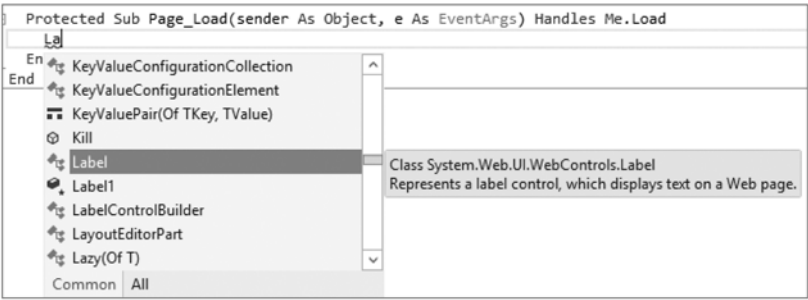 Protected Sub Page_Load(sender As Object, e As EventArgs) Handles Me.Load
La
En
End
KeyValueConfigurationCollection
KeyValueConfigurationElement
KeyValuePair(Of TKey, TValue)
Kill
Label
Class System.Web.UI.WebControls.Label
Represents a label control, which displays text on a Web page.
Label1
LabelControlBuilder
LayoutEditorPart
Lazy(Of T)
Common All